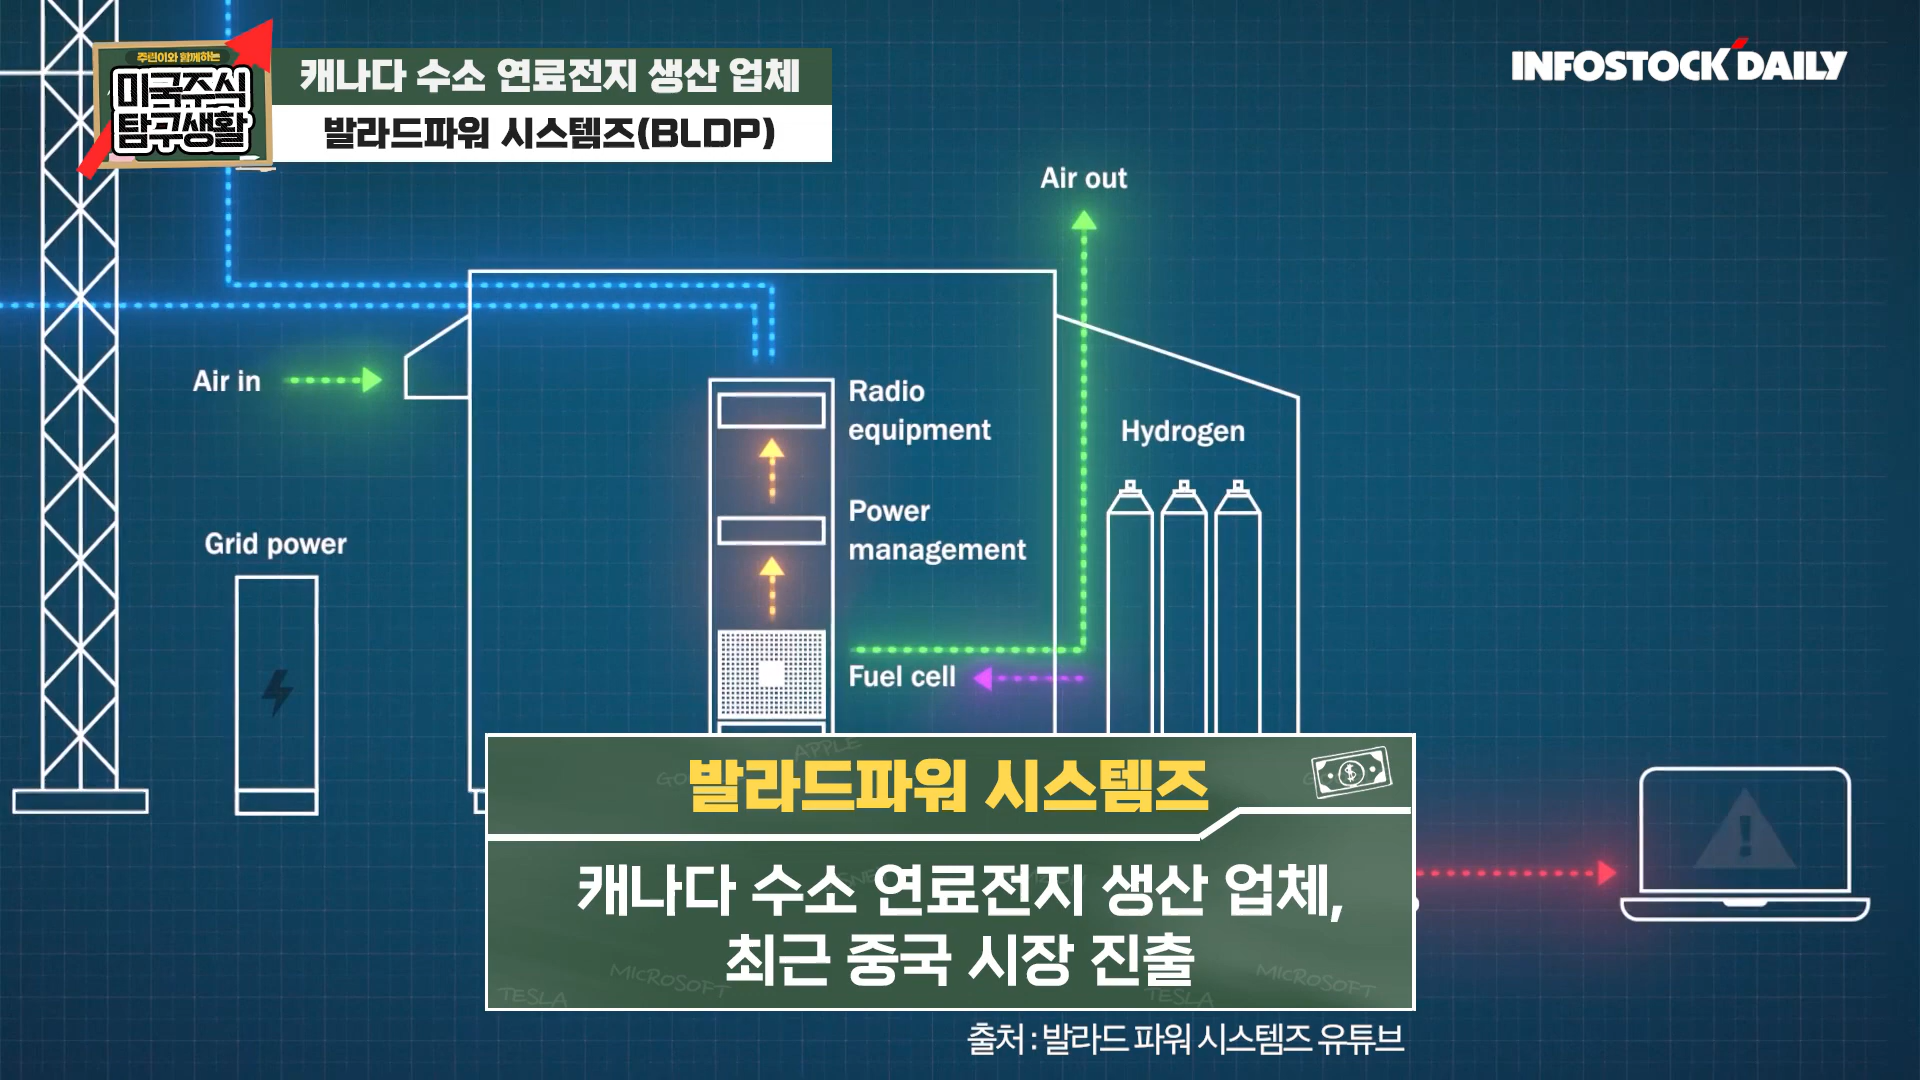 주린이와 함께하는
미국주식
탐구생활
캐나다 수소 연료전지 생산 업체
발라드파워 시스템즈(BLDP)
INFOSTOCK DAILY
Air out
Air in
Radio
equipment
Hydrogen
Power
management
Grid power
Fuel cell
APPLE
발라드파워 시스템즈
캐나다 수소 연료전지 생산 업체,
최근 중국 시장 진출
MICROSOFT
MICROSOFT
TESLA
TESLA
출처 : 발라드 파워 시스템즈 유튜브